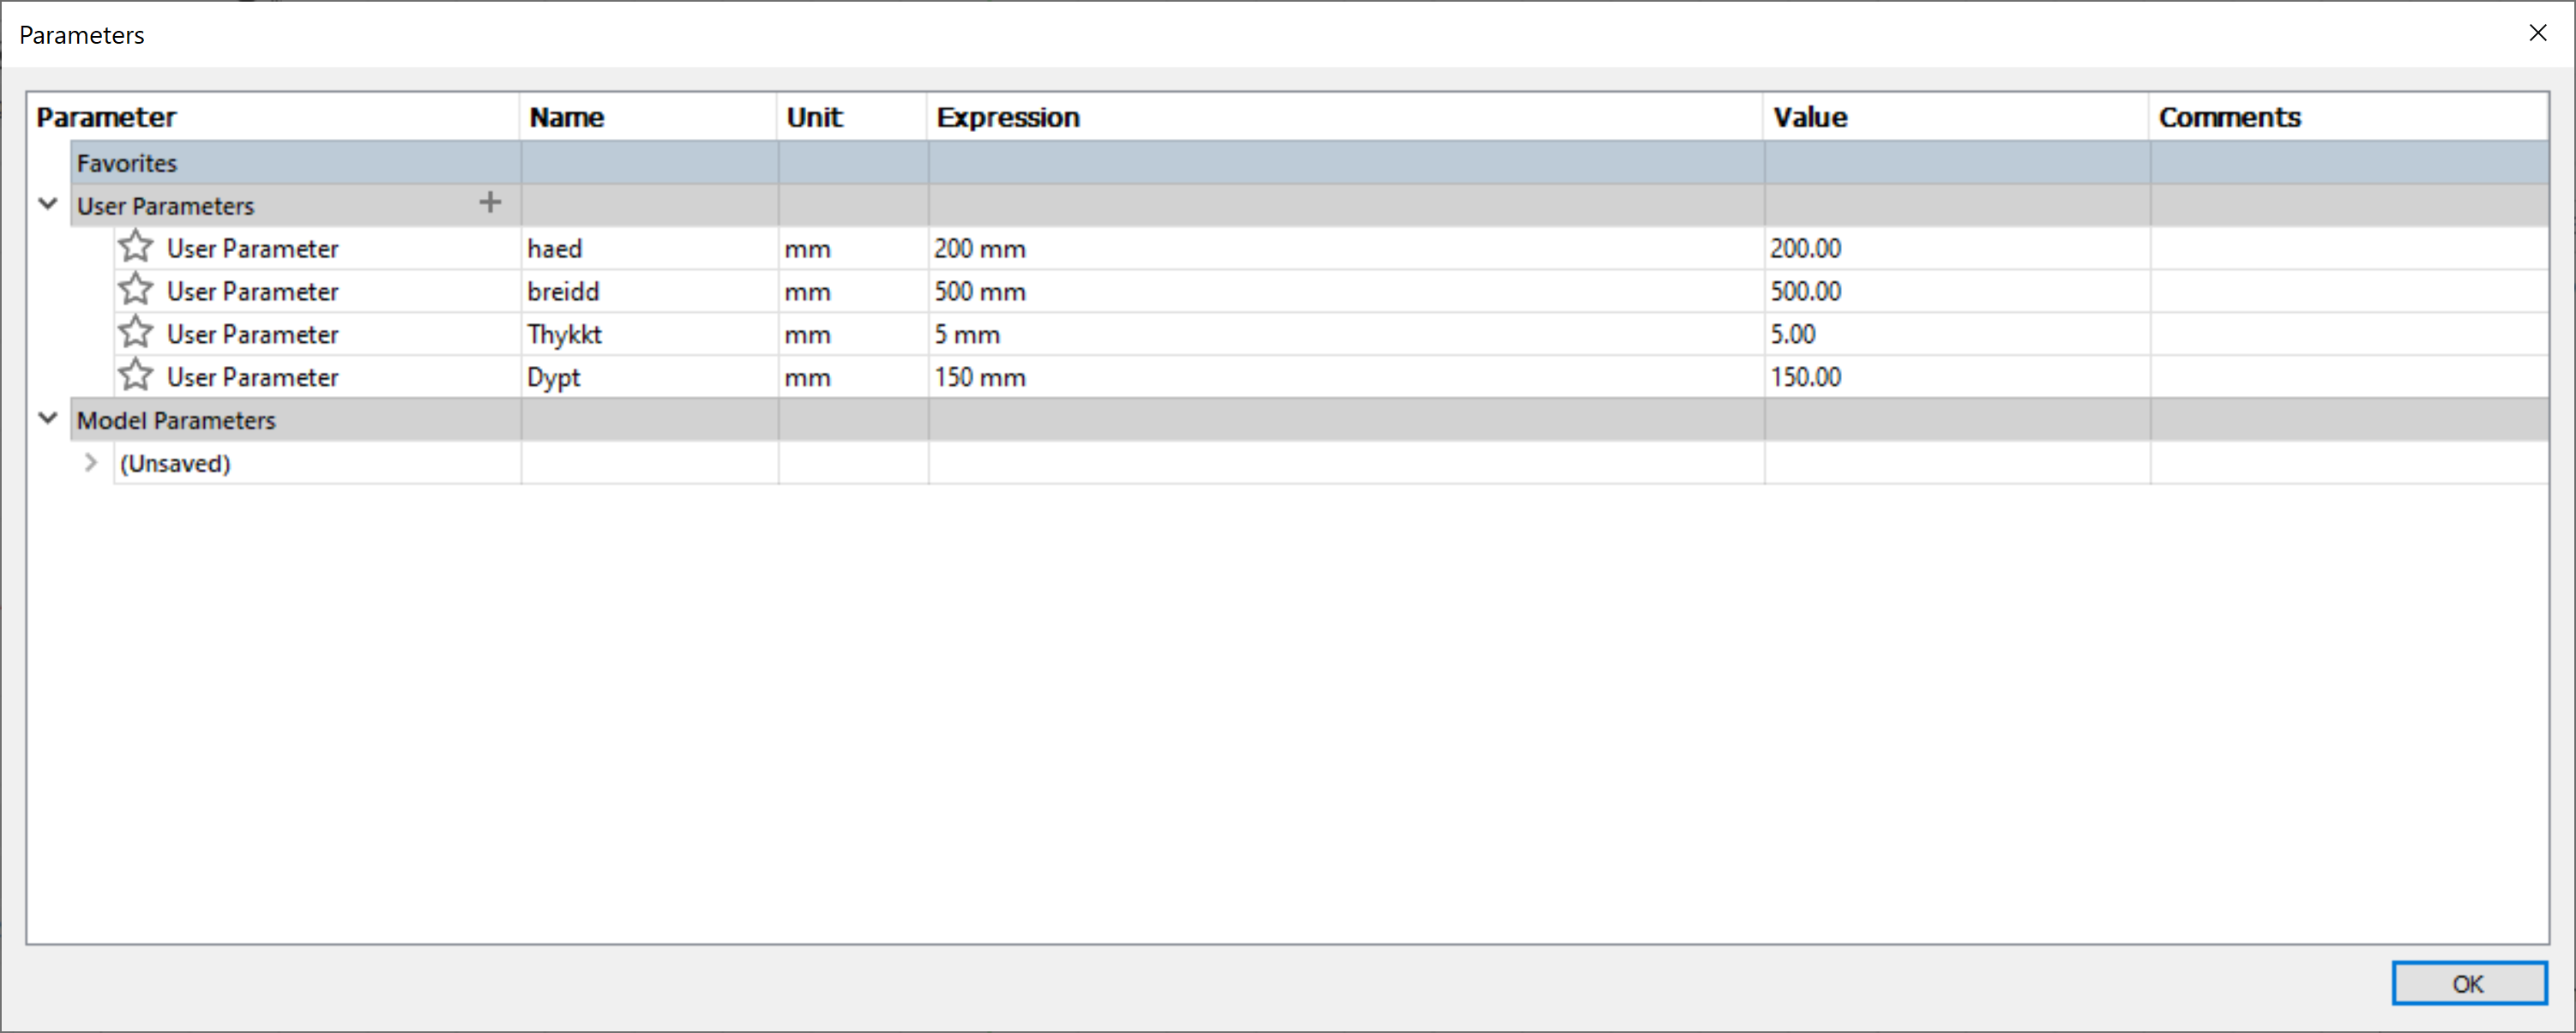 Parameters
Parameter Name Unit Expression Value Comments
Favorites
User Parameters +
User Parameter haed mm 200 mm 200.00
User Parameter breidd mm 500 mm 500.00
User Parameter Thykkt mm 5 mm 5.00
User Parameter Dypt mm 150 mm 150.00
Model Parameters
(Unsaved)
OK